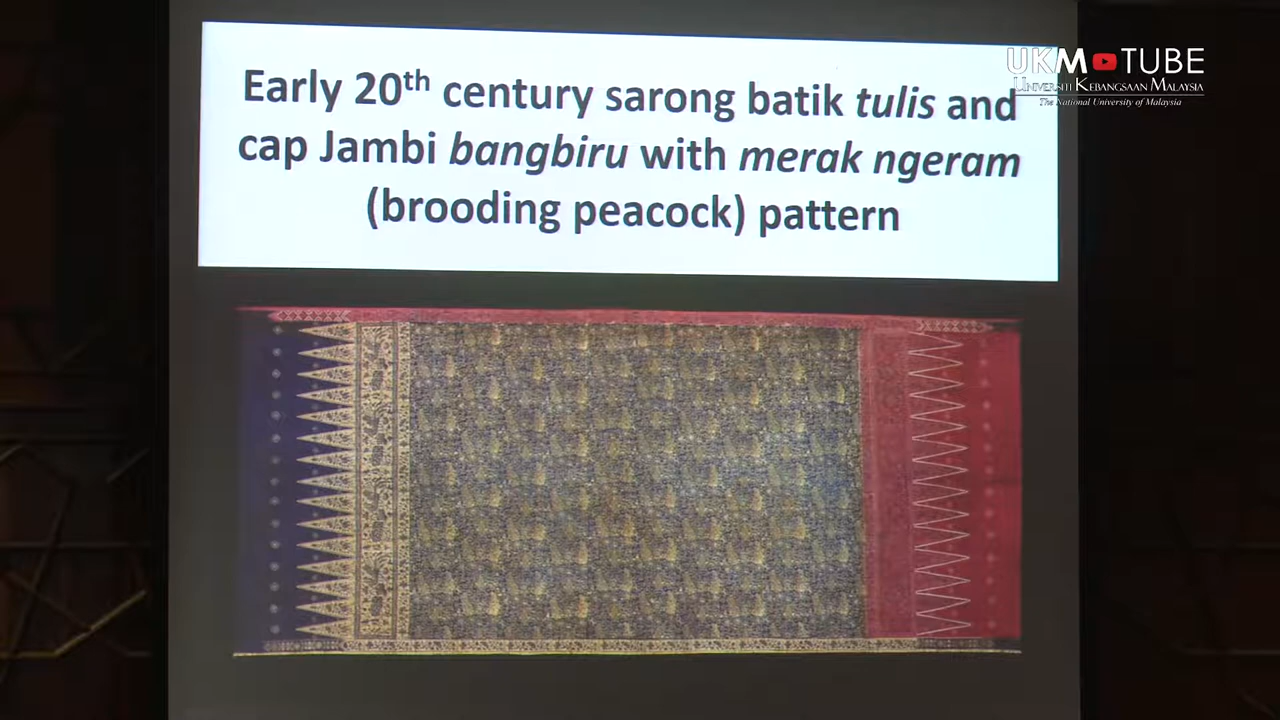 Early 20th century sarong batik tulis and
cap Jambi bangbiru with merak ngeram
(brooding peacock) pattern
UKM TUBE
UNIVERSITI KEBANGSAAN MALAYSIA
The National University of Malaysia